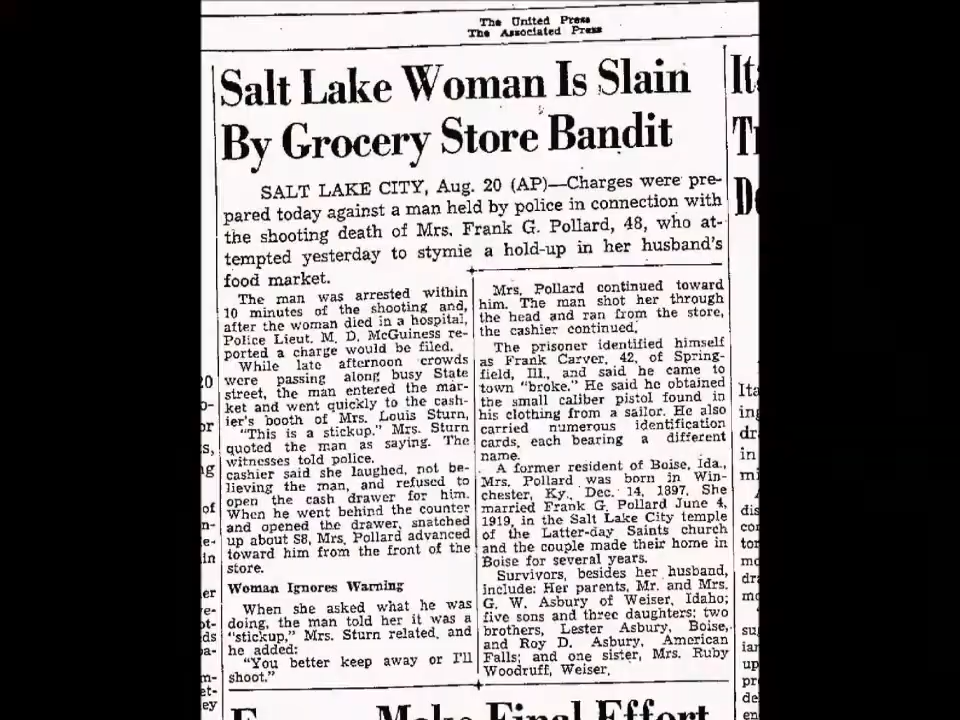 The United Press
The Associated Press
Salt Lake Woman Is Slain
By Grocery Store Bandit
SALT LAKE CITY, Aug. 20 (AP)—Charges were pre-
pared today against a man held by police in connection with
the shooting death of Mrs. Frank G. Pollard, 48, who at-
tempted yesterday to stymie a hold-up in her husband's
food market.
The man was arrested within
10 minutes of the shooting and,
after the woman died in a hospital,
Police Lieut. M. D. McGuiness re-
ported a charge would be filed.
While late afternoon crowds
were passing along busy State
street, the man entered the mar-
ket and went quickly to the cash-
ier's booth of Mrs. Louis Sturn,
"This is a stickup." Mrs. Sturn
quoted the man as saying. The
witnesses told police.
cashier said she laughed, not be-
lieving the man, and refused to
open the cash drawer for him.
When he went behind the counter
and opened the drawer, snatched
up about $8, Mrs. Pollard advanced
toward him from the front of the
store.
Woman Ignores Warning
When she asked what he was
doing, the man told her it was a
"stickup," Mrs. Sturn related, and
he added:
"You better keep away or I'll
shoot."
Mrs. Pollard continued toward
him. The man shot her through
the head and ran from the store,
the cashier continued.
The prisoner identified himself
as Frank Carver, 42, of Spring-
field, Ill., and said he came to
town "broke." He said he obtained
the small caliber pistol found in
his clothing from a sailor. He also
carried numerous identification
cards, each bearing a different
name.
A former resident of Boise, Ida.,
Mrs. Pollard was born in Win-
chester, Ky., Dec. 14, 1897. She
married Frank G. Pollard June 4,
1919, in the Salt Lake City temple
of the Latter-day Saints church
and the couple made their home in
Boise for several years.
Survivors, besides her husband,
include: Her parents, Mr. and Mrs.
G. W. Asbury of Weiser, Idaho;
five sons and three daughters; two
brothers, Lester Asbury, Boise,
and Roy D. Asbury, American
Falls; and one sister, Mrs. Ruby
Woodruff, Weiser.
Make Final Effort